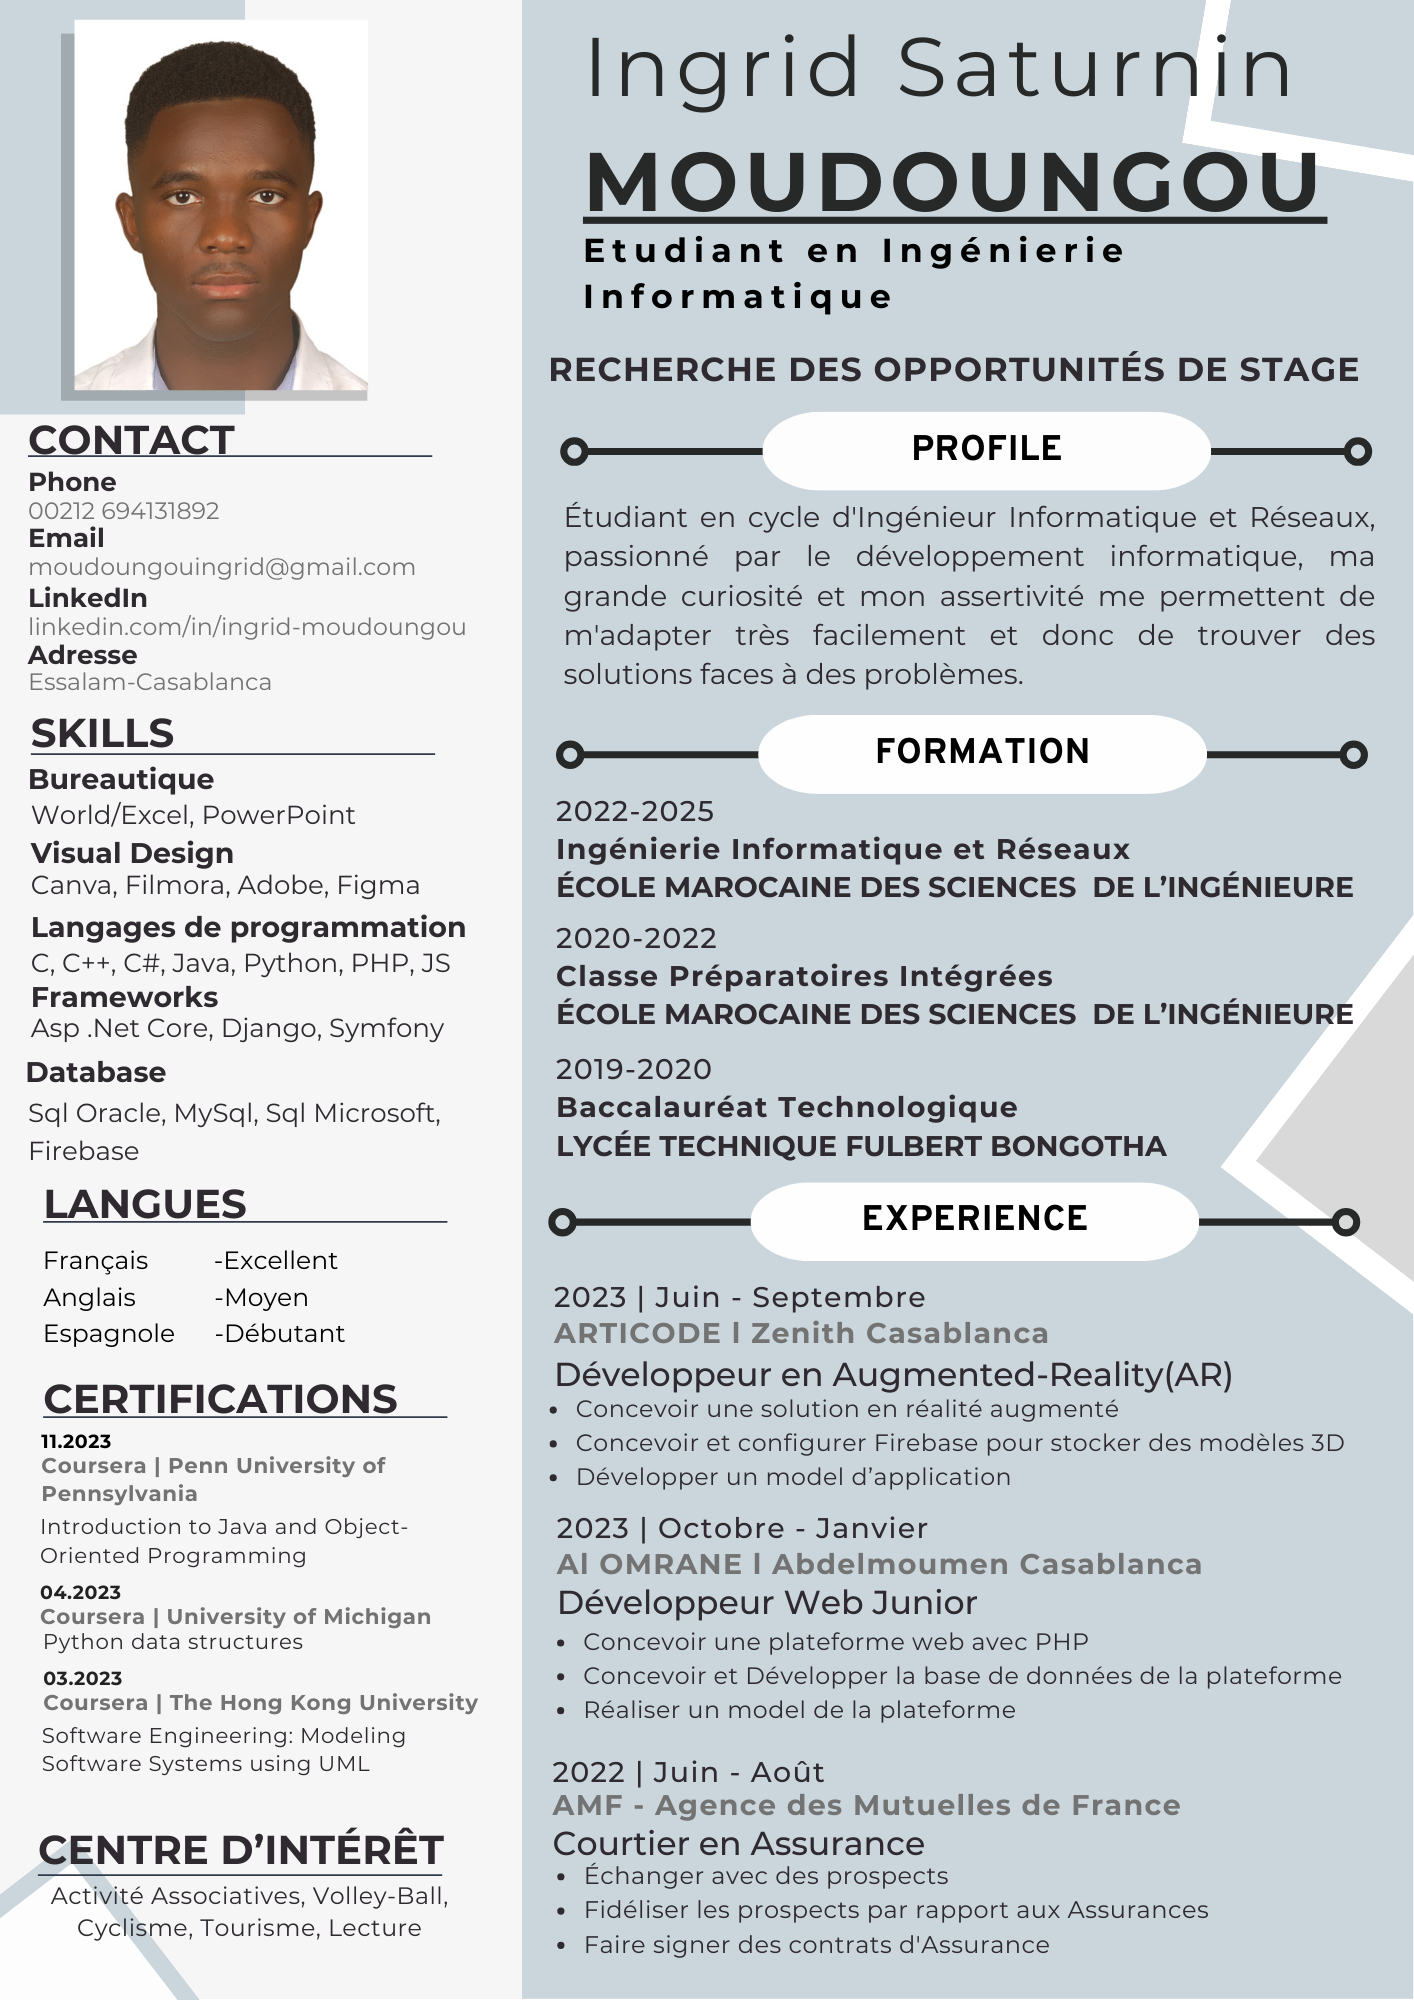 Ingrid Saturnin
MOUDOUNGOU
Etudiant en Ingénierie
Informatique
RECHERCHE DES OPPORTUNITÉS DE STAGE
CONTACT
Phone
00212 694131892
Email
moudoungouingrid@gmail.com
LinkedIn
linkedin.com/in/ingrid-moudoungou
Adresse
Essalam-Casablanca
SKILLS
Bureautique
World/Excel, PowerPoint
Visual Design
Canva, Filmora, Adobe, Figma
Langages de programmation
C, C++, C#, Java, Python, PHP, JS
Frameworks
Asp .Net Core, Django, Symfony
Database
Sql Oracle, MySql, Sql Microsoft,
Firebase
LANGUES
Français -Excellent
Anglais -Moyen
Espagnole -Débutant
CERTIFICATIONS
11.2023
Coursera | Penn University of
Pennsylvania
Introduction to Java and Object-
Oriented Programming
04.2023
Coursera | University of Michigan
Python data structures
03.2023
Coursera | The Hong Kong University
Software Engineering: Modeling
Software Systems using UML
CENTRE D’INTÉRÊT
Activité Associatives, Volley-Ball,
Cyclisme, Tourisme, Lecture
PROFILE
Étudiant en cycle d'Ingénieur Informatique et Réseaux,
passionné par le développement informatique, ma
grande curiosité et mon assertivité me permettent de
m'adapter très facilement et donc de trouver des
solutions faces à des problèmes.
FORMATION
2022-2025
Ingénierie Informatique et Réseaux
ÉCOLE MAROCAINE DES SCIENCES DE L’INGÉNIEURE
2020-2022
Classe Préparatoires Intégrées
ÉCOLE MAROCAINE DES SCIENCES DE L’INGÉNIEURE
2019-2020
Baccalauréat Technologique
LYCÉE TECHNIQUE FULBERT BONGOTHA
EXPERIENCE
2023 | Juin - Septembre
ARTICODE l Zenith Casablanca
Développeur en Augmented-Reality(AR)
• Concevoir une solution en réalité augmenté
• Concevoir et configurer Firebase pour stocker des modèles 3D
• Développer un model d’application
2023 | Octobre - Janvier
Al OMRANE l Abdelmoumen Casablanca
Développeur Web Junior
• Concevoir une plateforme web avec PHP
• Concevoir et Développer la base de données de la plateforme
• Réaliser un model de la plateforme
2022 | Juin - Août
AMF - Agence des Mutuelles de France
Courtier en Assurance
• Échanger avec des prospects
• Fidéliser les prospects par rapport aux Assurances
• Faire signer des contrats d'Assurance